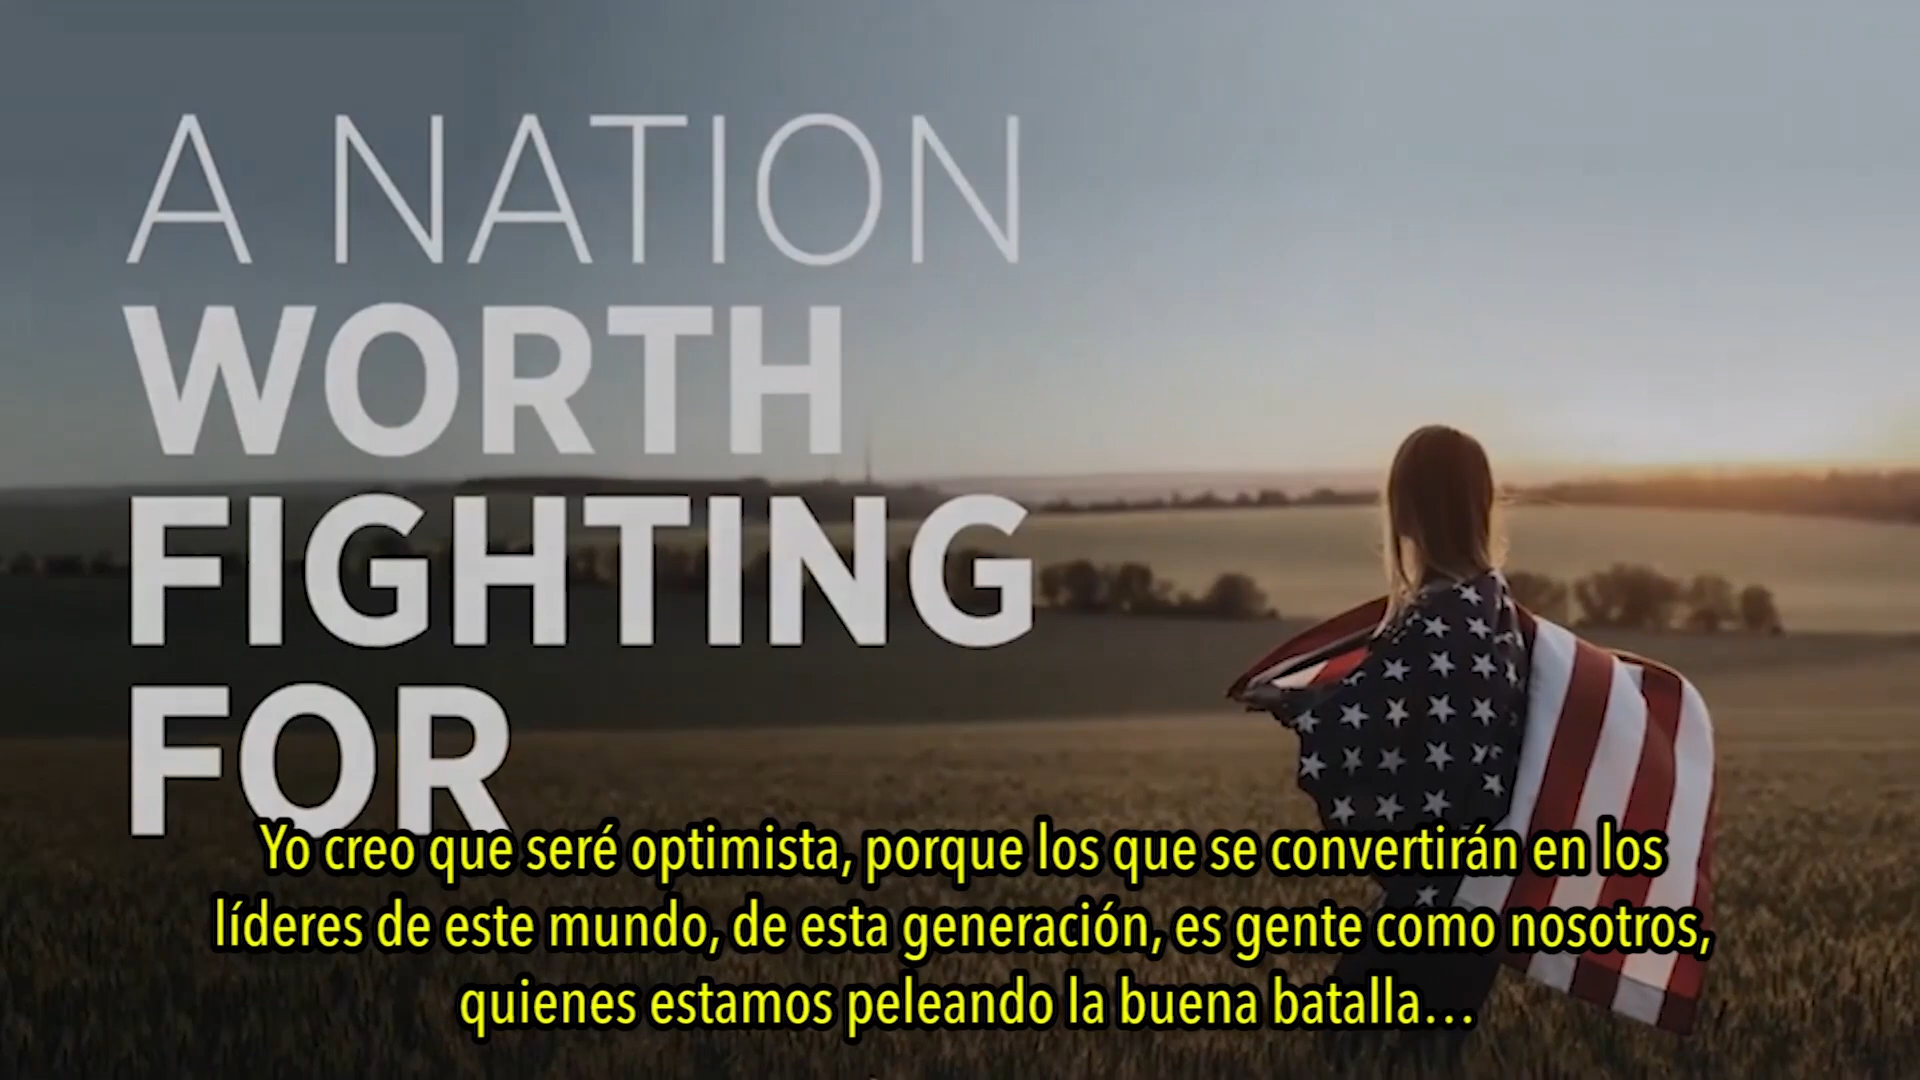 A NATION
WORTH
FIGHTING
FOR
Yo creo que seré optimista, porque los que se convertirán en los
líderes de este mundo, de esta generación, es gente como nosotros,
quienes estamos peleando la buena batalla…